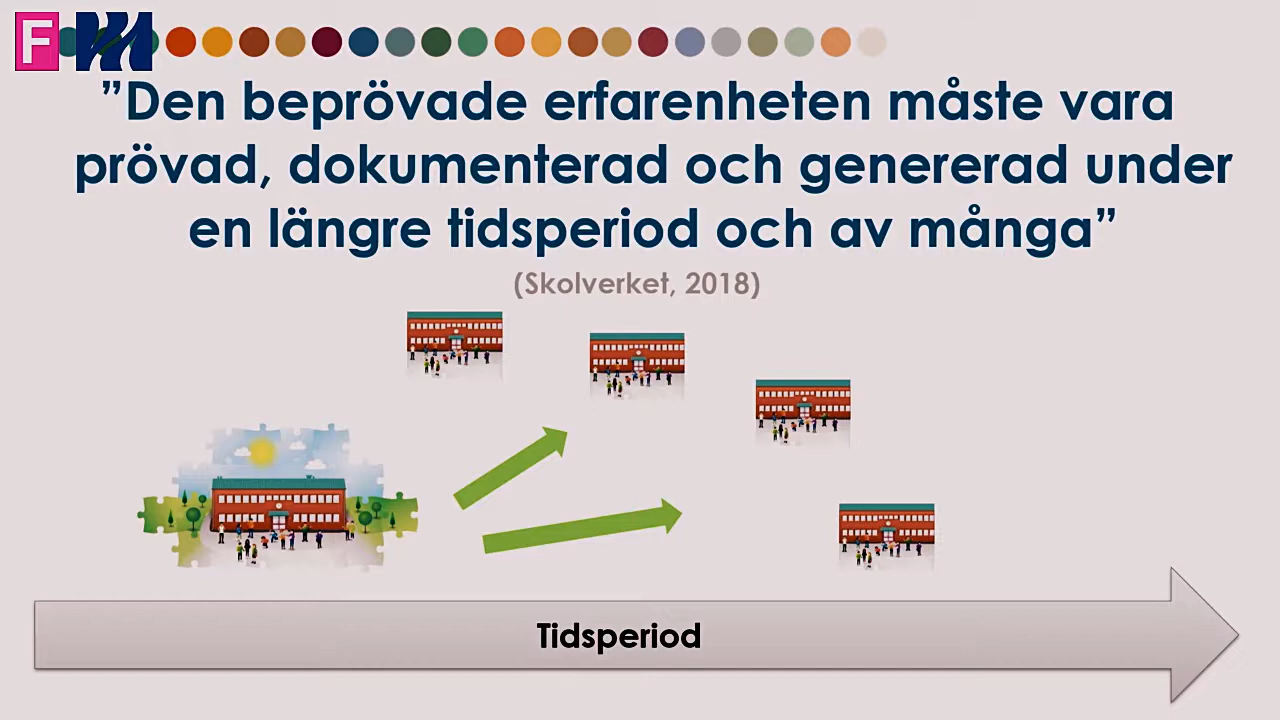 F
”Den beprövade erfarenheten måste vara
prövad, dokumenterad och genererad under
en längre tidsperiod och av många”
(Skolverket, 2018)
Tidsperiod